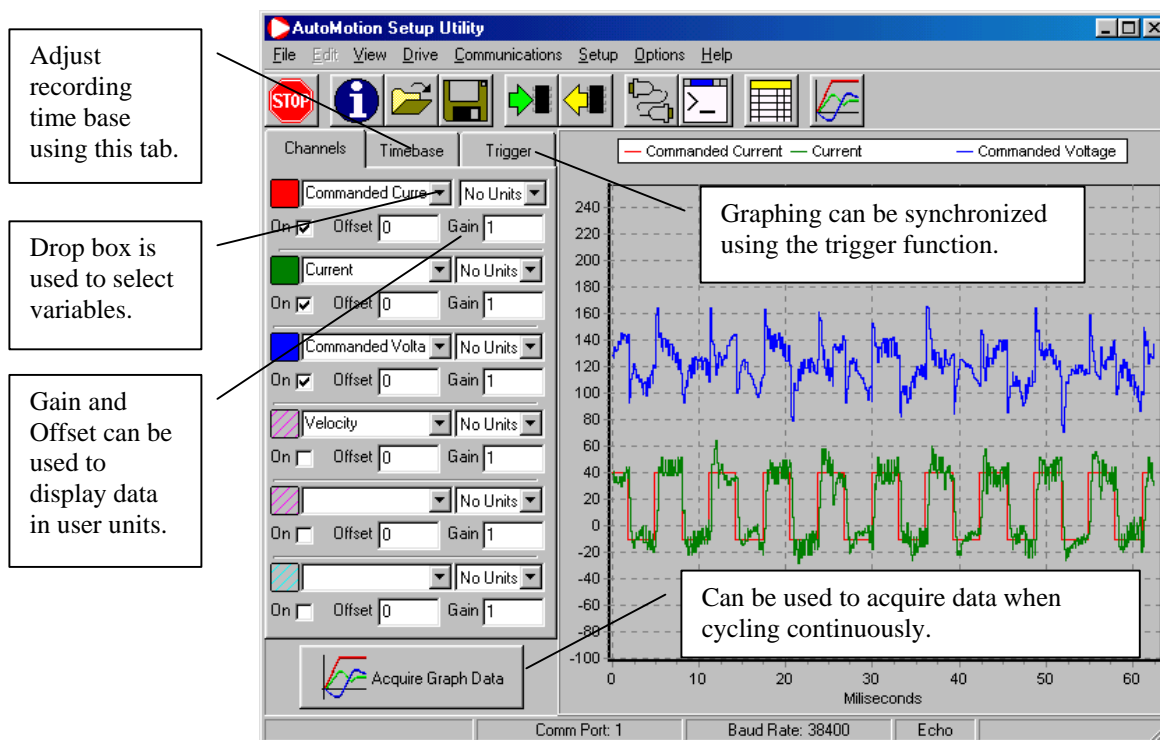 Adjust
recording
time base
using this tab.
Drop box is
used to select
variables.
Gain and
Offset can be
used to
display data
in user units.
AutoMotion Setup Utility
File Edit View Drive Communications Setup Options Help
STOP
Channels Timebase Trigger
Commanded Curre No Units
On Offset 0 Gain 1
Current No Units
On Offset 0 Gain 1
Commanded Volta No Units
On Offset 0 Gain 1
Velocity No Units
On Offset 0 Gain 1
No Units
On Offset 0 Gain 1
No Units
On Offset 0 Gain 1
Acquire Graph Data
Commanded Current Current Commanded Voltage
Graphing can be synchronized
using the trigger function.
240
220
200
180
160
140
120
100
80
60
40
20
0
-20
-40
-60
-80
-100
Can be used to acquire data when
cycling continuously.
0 10 20 30 40 50 60
Miliseconds
Comm Port: 1 Baud Rate: 38400 Echo